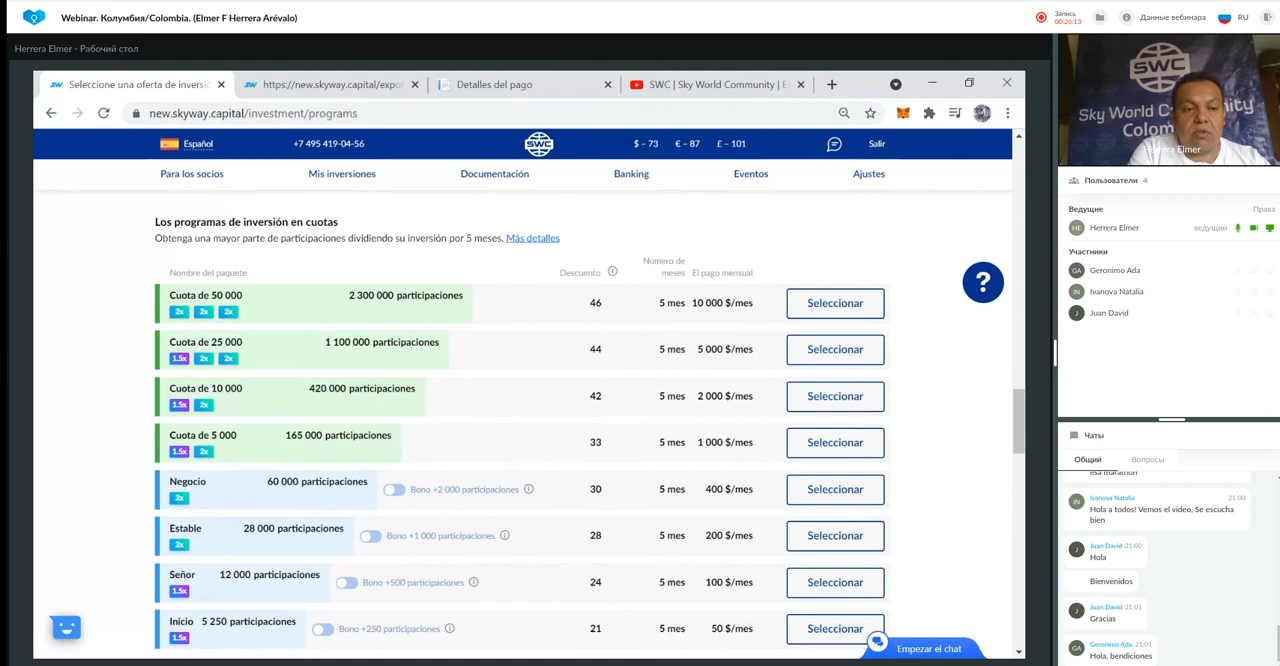 Webinar. Колумбия/Colombia. (Elmer F Herrera Arévalo)
Запись
00:26:13
Данные вебинара
RU
Herrera Elmer - Рабочий стол
Seleccione una oferta de inversió
https://new.skyway.capital/expo
Detalles del pago
SWC | Sky World Community | E
new.skyway.capital/investment/programs
Español
+7 495 419-04-56
SWC
$ – 73
€ – 87
£ – 101
Salir
Para los socios
Mis inversiones
Documentación
Banking
Eventos
Ajustes
Los programas de inversión en cuotas
Obtenga una mayor parte de participaciones dividiendo su inversión por 5 meses. Más detalles
Nombre del paquete
Descuento
Numero de
meses
El pago mensual
Cuota de 50 000
2 300 000 participaciones
2x 2x 2x
46
5 mes
10 000 $/mes
Seleccionar
Cuota de 25 000
1 100 000 participaciones
1.5x 2x 2x
44
5 mes
5 000 $/mes
Seleccionar
Cuota de 10 000
420 000 participaciones
1.5x 2x
42
5 mes
2 000 $/mes
Seleccionar
Cuota de 5 000
165 000 participaciones
1.5x 2x
33
5 mes
1 000 $/mes
Seleccionar
Negocio
60 000 participaciones
2x
Bono +2 000 participaciones
30
5 mes
400 $/mes
Seleccionar
Estable
28 000 participaciones
2x
Bono +1 000 participaciones
28
5 mes
200 $/mes
Seleccionar
Señor
12 000 participaciones
1.5x
Bono +500 participaciones
24
5 mes
100 $/mes
Seleccionar
Inicio
5 250 participaciones
1.5x
Bono +250 participaciones
21
5 mes
50 $/mes
Seleccionar
?
Empezar el chat
SWC
Sky World Community
Colom
Herrera Elmer
Пользователи 4
Ведущие
Права
HE
Herrera Elmer
ведущий
Участники
GA
Geronimo Ada
IN
Ivanova Natalia
J
Juan David
Чаты
Общий
Вопросы
esa marathon
IN
Ivanova Natalia
21:00
Hola a todos! Vemos el video, Se escucha
bien
J
Juan David 21:00
Hola
Bienvenidos
J
Juan David 21:01
Gracias
GA
Geronimo Ada 21:01
Hola, bendiciones